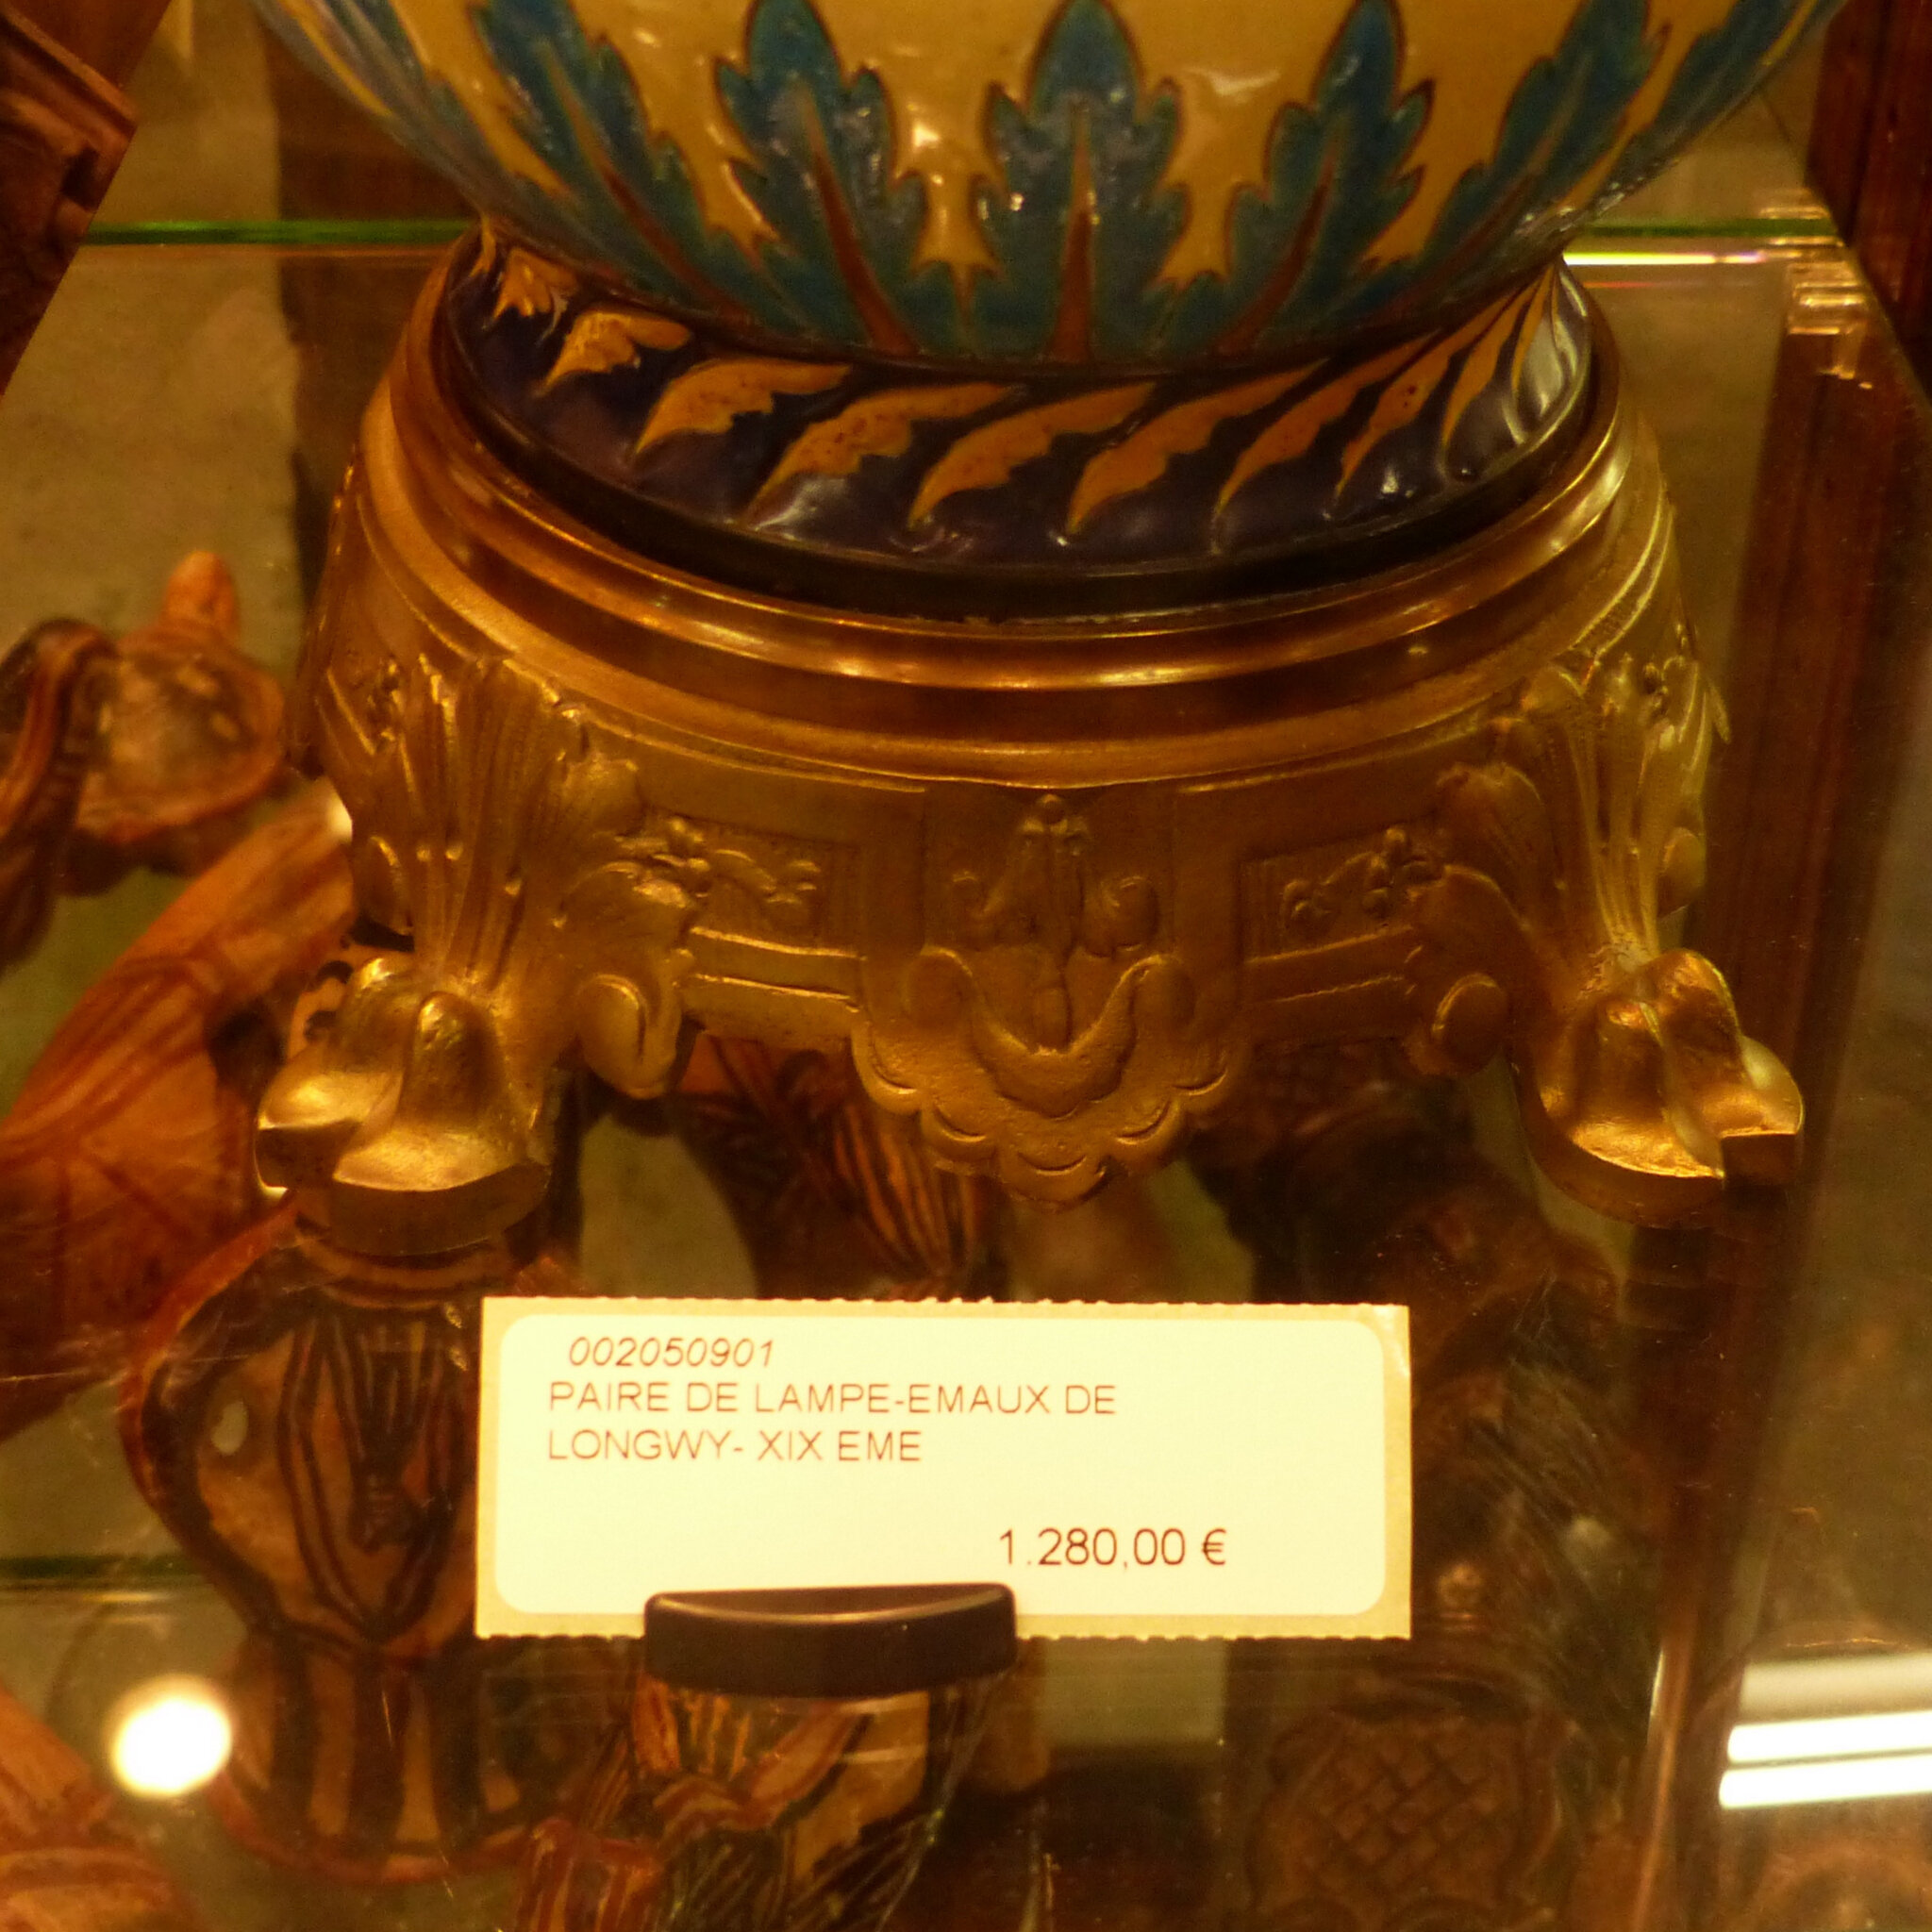 002050901
PAIRE DE LAMPE-EMAUX DE
LONGWY- XIX EME
1.280,00 €